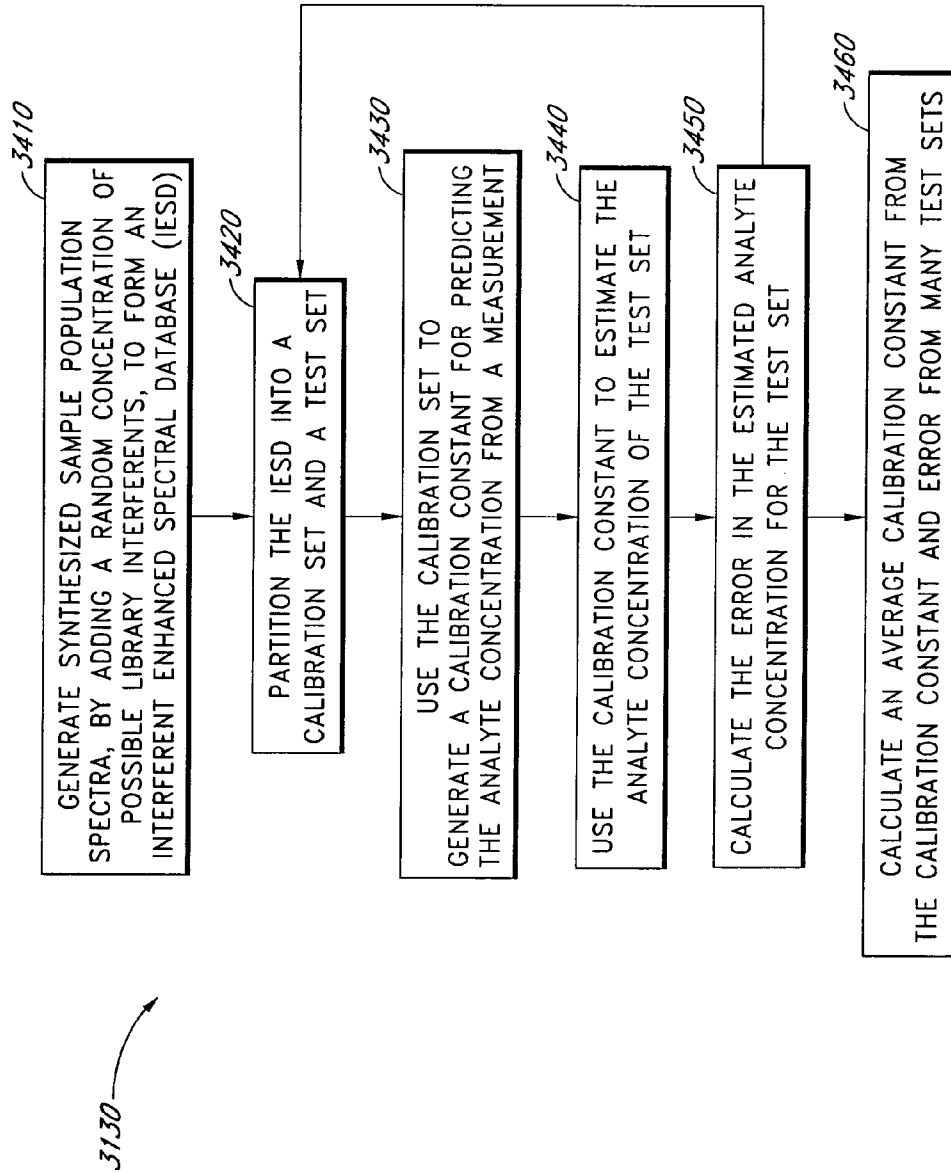 3130
3410
GENERATE SYNTHESIZED SAMPLE POPULATION
SPECTRA, BY ADDING A RANDOM CONCENTRATION OF
POSSIBLE LIBRARY INTERFERENTS, TO FORM AN
INTERFERENT ENHANCED SPECTRAL DATABASE (IESD)
3420
PARTITION THE IESD INTO A
CALIBRATION SET AND A TEST SET
3430
USE THE CALIBRATION SET TO
GENERATE A CALIBRATION CONSTANT FOR PREDICTING
THE ANALYTE CONCENTRATION FROM A MEASUREMENT
3440
USE THE CALIBRATION CONSTANT TO ESTIMATE THE
ANALYTE CONCENTRATION OF THE TEST SET
3450
CALCULATE THE ERROR IN THE ESTIMATED ANALYTE
CONCENTRATION FOR THE TEST SET
3460
CALCULATE AN AVERAGE CALIBRATION CONSTANT FROM
THE CALIBRATION CONSTANT AND ERROR FROM MANY TEST SETS